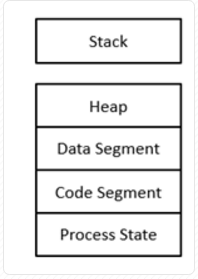 Stack
Heap
Data Segment
Code Segment
Process State